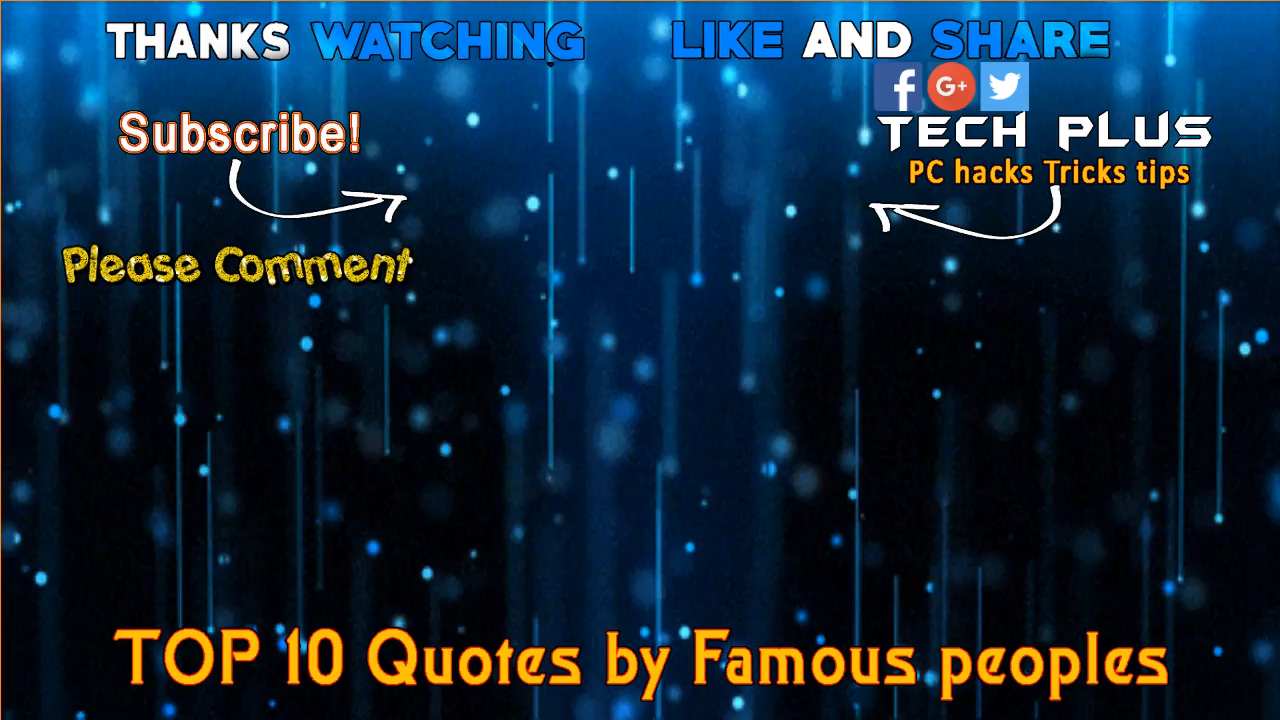 THANKS WATCHING
LIKE AND SHARE
f G+
Subscribe!
TECH PLUS
PC hacks Tricks tips
Please Comment
TOP 10 Quotes by Famous peoples